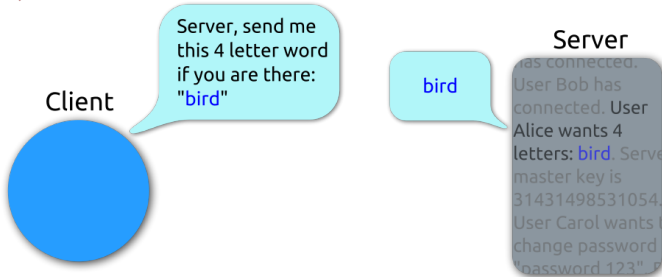 Client
Server, send me
this 4 letter word
if you are there:
"bird"
bird
Server
has connected.
User Bob has
connected. User
Alice wants 4
letters: bird. Serve
master key is
31431498531054.
User Carol wants t
change password
"password 123".